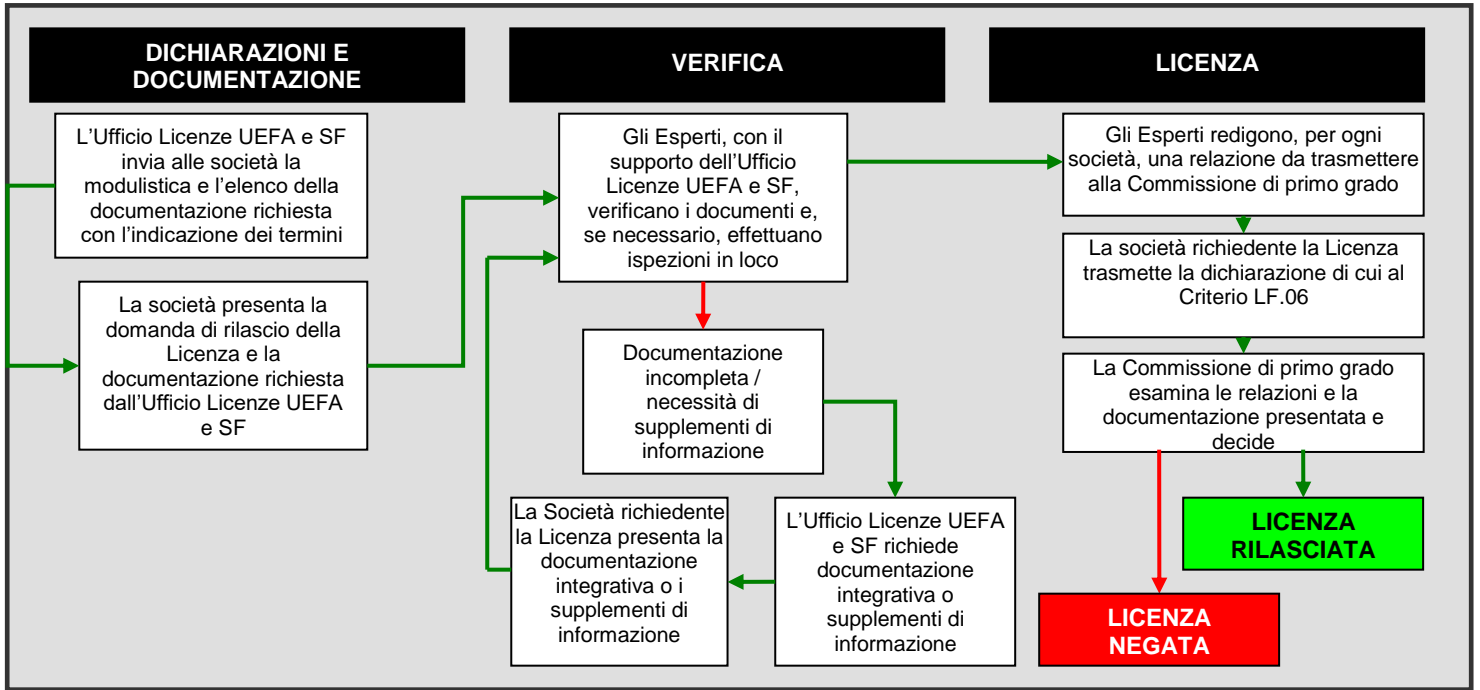 DICHIARAZIONI E
DOCUMENTAZIONE
L’Ufficio Licenze UEFA e SF
invia alle società la
modulistica e l’elenco della
documentazione richiesta
con l’indicazione dei termini
La società presenta la
domanda di rilascio della
Licenza e la
documentazione richiesta
dall’Ufficio Licenze UEFA
e SF
VERIFICA
Gli Esperti, con il
supporto dell’Ufficio
Licenze UEFA e SF,
verificano i documenti e,
se necessario, effettuano
ispezioni in loco
Documentazione
incompleta /
necessità di
supplementi di
informazione
L’Ufficio Licenze UEFA
e SF richiede
documentazione
integrativa o
supplementi di
informazione
La Società richiedente
la Licenza presenta la
documentazione
integrativa o i
supplementi di
informazione
LICENZA
Gli Esperti redigono, per ogni
società, una relazione da trasmettere
alla Commissione di primo grado
La società richiedente la Licenza
trasmette la dichiarazione di cui al
Criterio LF.06
La Commissione di primo grado
esamina le relazioni e la
documentazione presentata e
decide
LICENZA
RILASCIATA
LICENZA
NEGATA